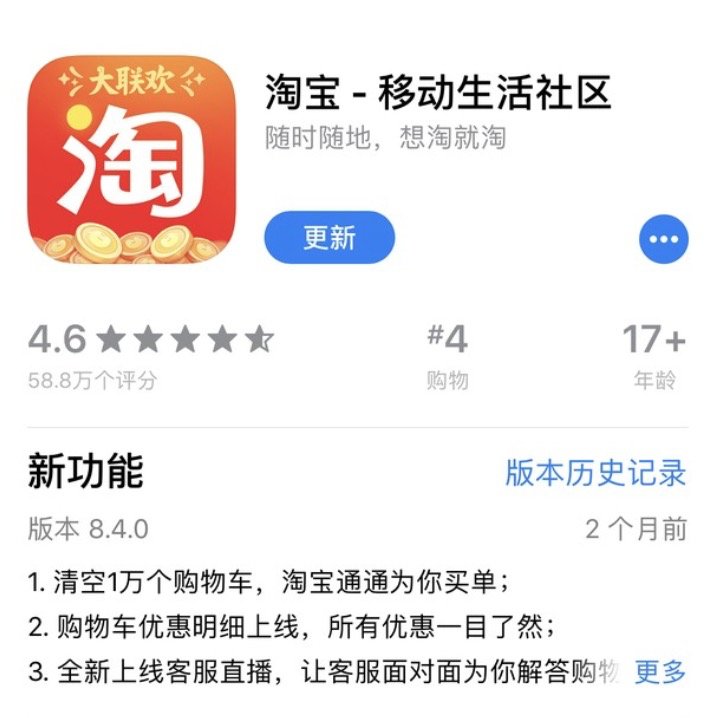 大联欢
淘
淘宝 - 移动生活社区
随时随地，想淘就淘
更新
4.6
#4
17+
58.8万个评分
购物
年龄
新功能
版本历史记录
版本 8.4.0
2 个月前
1. 清空1万个购物车，淘宝通通为你买单；
2. 购物车优惠明细上线，所有优惠一目了然；
3. 全新上线客服直播，让客服面对面为你解答购物 更多